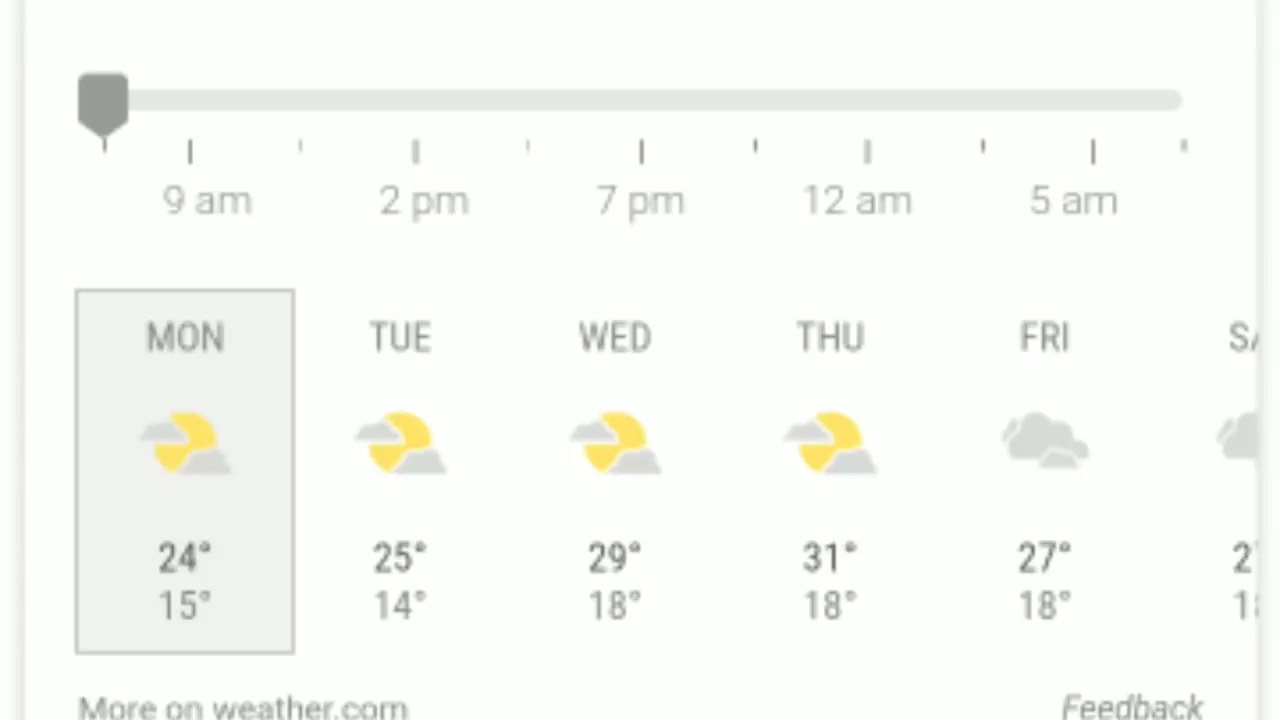 9 am 2 pm 7 pm 12 am 5 am
MON TUE WED THU FRI
24° 25° 29° 31° 27°
15° 14° 18° 18° 18°
More on weather.com Feedback